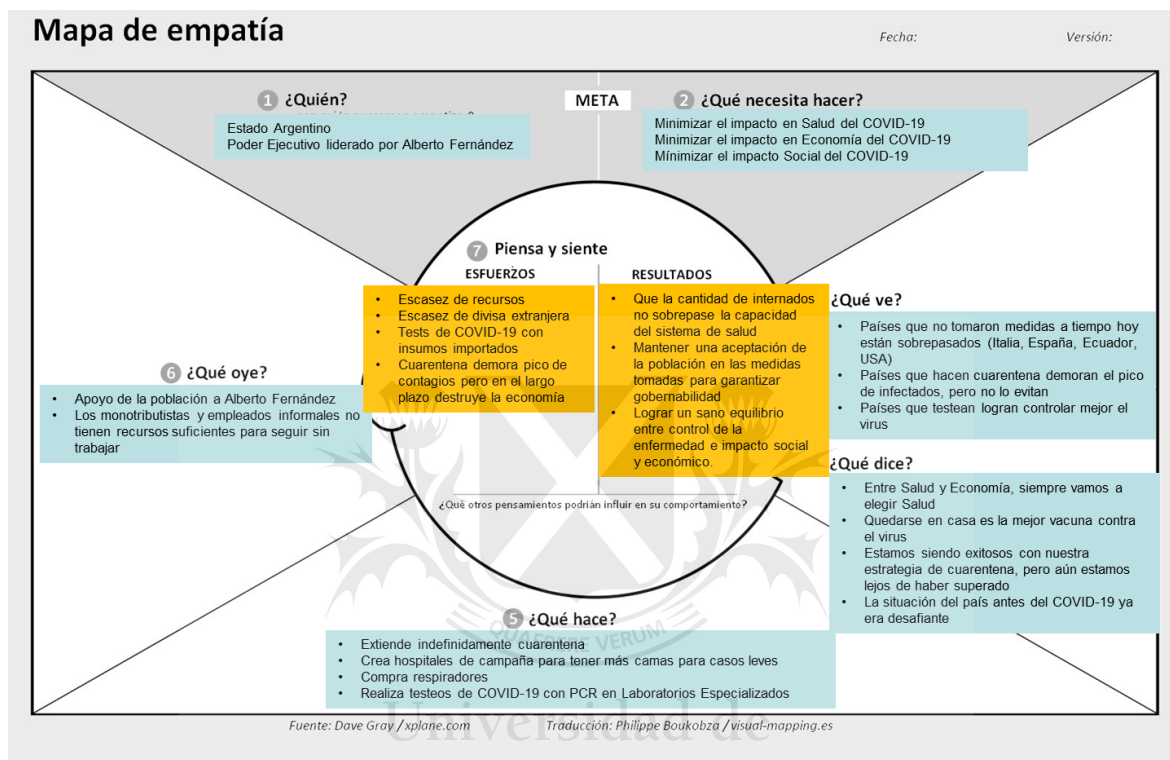 Mapa de empatía
Fecha:
Versión:
1 ¿Quién?
Estado Argentino
Poder Ejecutivo liderado por Alberto Fernández
META
2 ¿Qué necesita hacer?
Minimizar el impacto en Salud del COVID-19
Minimizar el impacto en Economía del COVID-19
Mínimizar el impacto Social del COVID-19
7 Piensa y siente
ESFUERZOS
• Escasez de recursos
• Escasez de divisa extranjera
• Tests de COVID-19 con
insumos importados
• Cuarentena demora pico de
contagios pero en el largo
plazo destruye la economía
RESULTADOS
• Que la cantidad de internados
no sobrepase la capacidad
del sistema de salud
• Mantener una aceptación de
la población en las medidas
tomadas para garantizar
gobernabilidad
• Lograr un sano equilibrio
entre control de la
enfermedad e impacto social
y económico.
¿Qué otros pensamientos podrián influir en su comportamiento?
¿Qué ve?
• Países que no tomaron medidas a tiempo hoy
están sobrepasados (Italia, España, Ecuador,
USA)
• Países que hacen cuarentena demoran el pico
de infectados, pero no lo evitan
• Países que testean logran controlar mejor el
virus
¿Qué dice?
• Entre Salud y Economía, siempre vamos a
elegir Salud
• Quedarse en casa es la mejor vacuna contra
el virus
• Estamos siendo exitosos con nuestra
estrategia de cuarentena, pero aún estamos
lejos de haber superado
• La situación del país antes del COVID-19 ya
era desafiante
5 ¿Qué hace?
• Extiende indefinidamente cuarentena
• Crea hospitales de campaña para tener más camas para casos leves
• Compra respiradores
• Realiza testeos de COVID-19 con PCR en Laboratorios Especializados
6 ¿Qué oye?
• Apoyo de la población a Alberto Fernández
• Los monotributistas y empleados informales no
tienen recursos suficientes para seguir sin
trabajar
QUAERERE VERUM
Universidad de
Fuente: Dave Gray / xplane.com
Traducción: Philippe Boukobza / visual-mapping.es